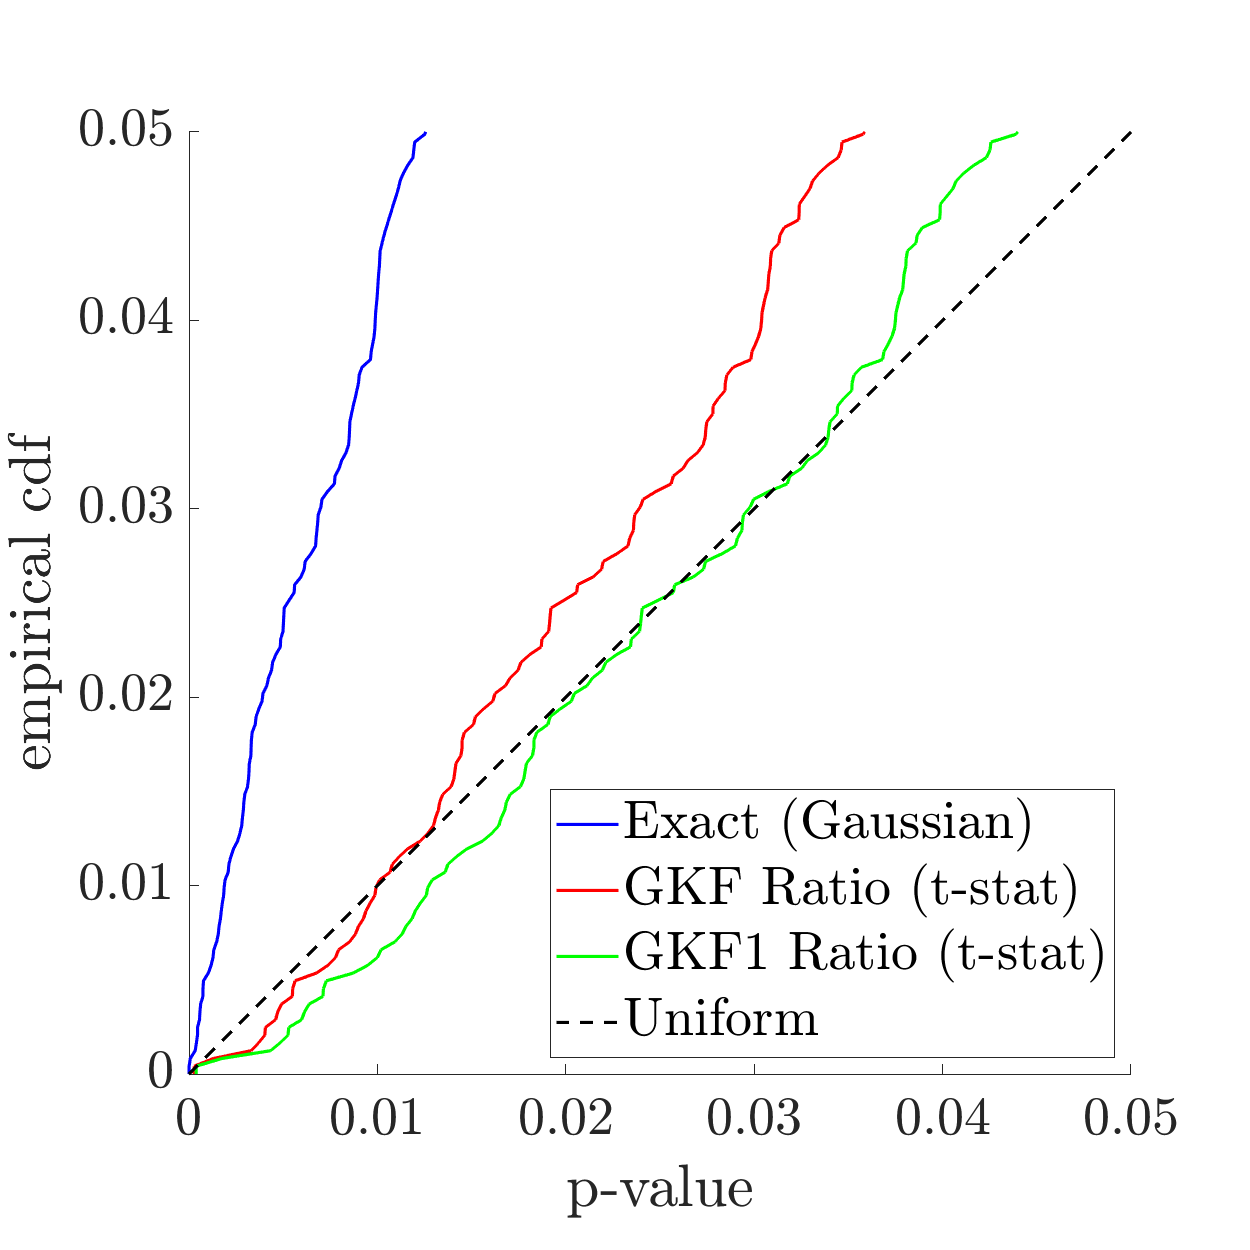 0.05
0.04
0.03
0.02
0.01
0
empirical cdf
Exact (Gaussian)
GKF Ratio (t-stat)
GKF1 Ratio (t-stat)
Uniform
0 0.01 0.02 0.03 0.04 0.05
p-value